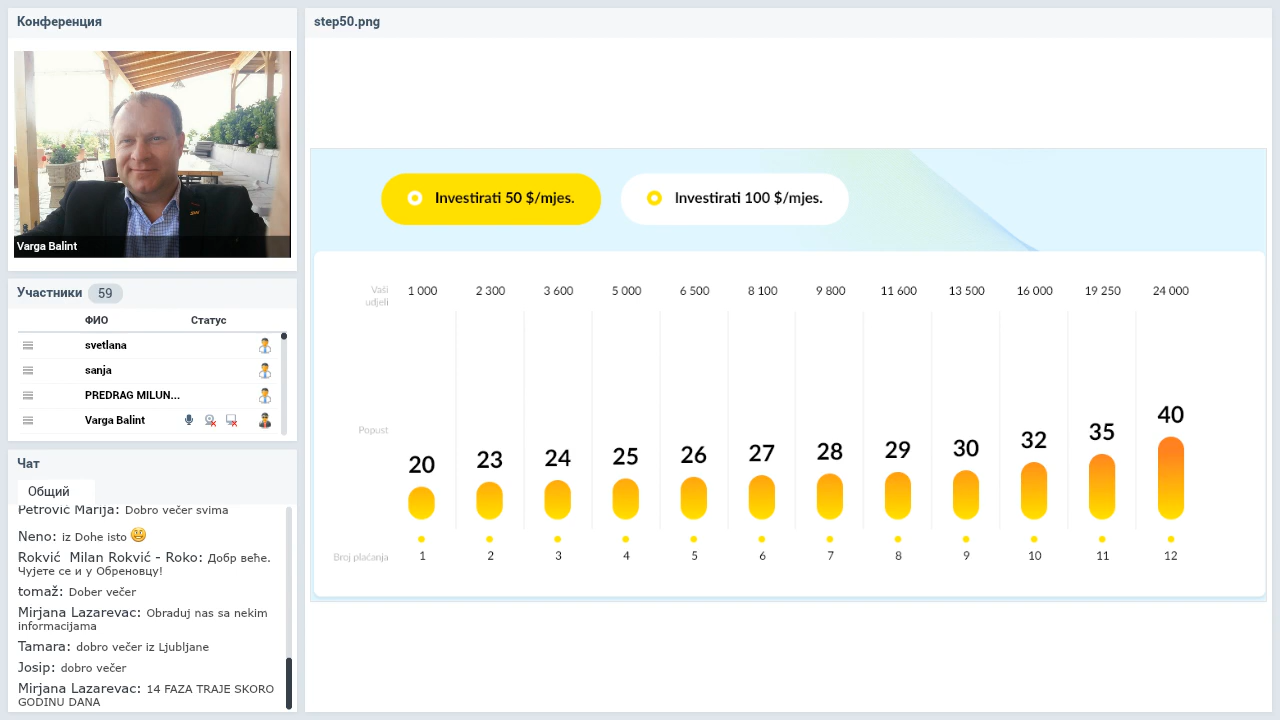 Конференция
Varga Balint
Участники 59
ФИО Статус
svetlana
sanja
PREDRAG MILUN...
Varga Balint
Чат
Общий
Petrović Marija: Dobro večer svima
Neno: iz Dohe isto
Rokvić Milan Rokvić - Roko: Добр веће.
Чујете се и у Обреновцу!
tomaž: Dober večer
Mirjana Lazarevac: Obraduj nas sa nekim
informacijama
Tamara: dobro večer iz Ljubljane
Josip: dobro večer
Mirjana Lazarevac: 14 FAZA TRAJE SKORO
GODINU DANA
step50.png
Investirati 50 $/mjes. Investirati 100 $/mjes.
Vaši
udjeli
1 000 2 300 3 600 5 000 6 500 8 100 9 800 11 600 13 500 16 000 19 250 24 000
Popust
20 23 24 25 26 27 28 29 30 32 35 40
Broj plaćanja
1 2 3 4 5 6 7 8 9 10 11 12